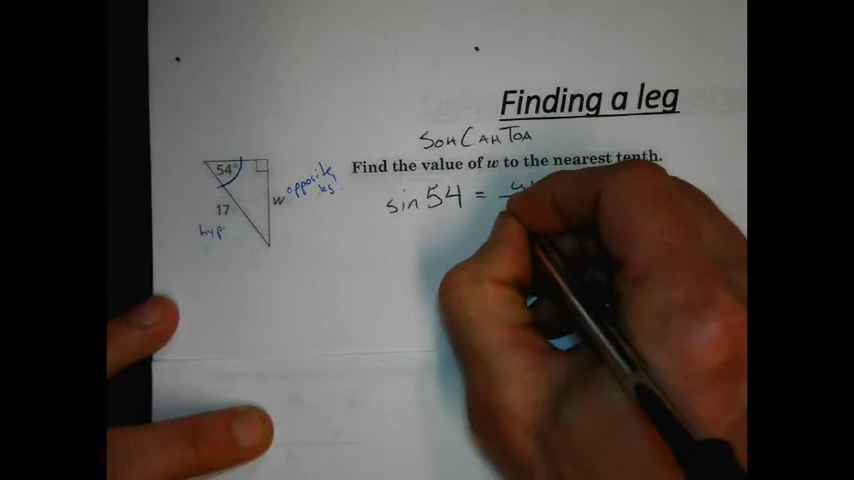 Finding a leg
SOH CAH TOA
Find the value of w to the nearest tenth.
sin 54 = w
54°
17
w
opposite
hyp.